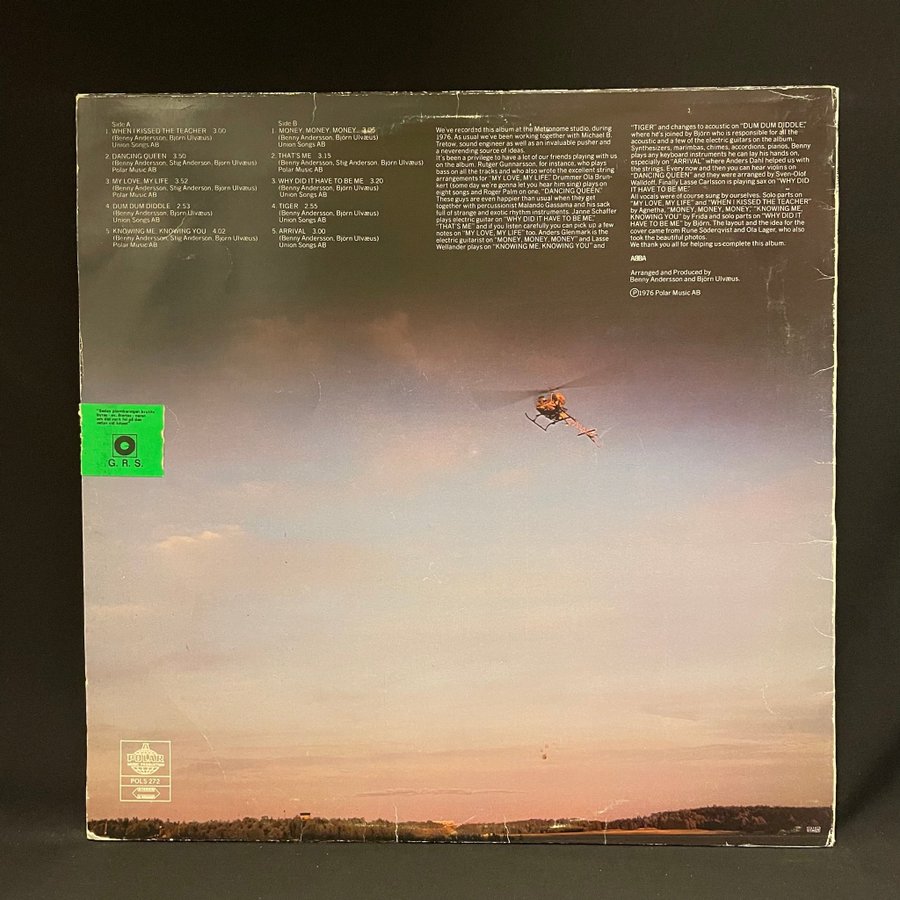 Side A
1. WHEN I KISSED THE TEACHER 3.00
(Benny Andersson, Björn Ulvæus)
Union Songs AB
2. DANCING QUEEN 3.50
(Benny Andersson, Stig Anderson, Björn Ulvæus)
Polar Music AB
3. MY LOVE, MY LIFE 3.52
(Benny Andersson, Stig Anderson, Björn Ulvæus)
Polar Music AB
4. DUM DUM DIDDLE 2.53
(Benny Andersson, Björn Ulvæus)
Union Songs AB
5. KNOWING ME, KNOWING YOU 4.02
(Benny Andersson, Stig Anderson, Björn Ulvæus)
Polar Music AB
Side B
1. MONEY, MONEY, MONEY 3.05
(Benny Andersson, Björn Ulvæus)
Union Songs AB
2. THAT'S ME 3.15
(Benny Andersson, Stig Anderson, Björn Ulvæus)
Polar Music AB
3. WHY DID IT HAVE TO BE ME 3.20
(Benny Andersson, Björn Ulvæus)
Union Songs AB
4. TIGER 2.55
(Benny Andersson, Björn Ulvæus)
Union Songs AB
5. ARRIVAL 3.00
(Benny Andersson, Björn Ulvæus)
Union Songs AB
We've recorded this album at the Metronome studio, during
1976. As usual we've been working together with Michael B.
Tretow, sound engineer as well as an invaluable pusher and
a neverending source of ideas.
It's been a privilege to have a lot of our friends playing with us
on the album. Rutger Gunnarsson, for instance, who plays
bass on all the tracks and who also wrote the excellent string
arrangements for "MY LOVE, MY LIFE." Drummer Ola Brun-
kert (some day we're gonna let you hear him sing) plays on
eight songs and Roger Palm on one, "DANCING QUEEN."
These guys are even happier than usual when they get
together with percussionist Malando Gassama and his sack
full of strange and exotic rhythm instruments. Janne Schaffer
plays electric guitar on "WHY DID IT HAVE TO BE ME,"
"THAT'S ME" and if you listen carefully you can pick up a few
notes on "MY LOVE, MY LIFE" too. Anders Glenmark is the
electric guitarist on "MONEY, MONEY, MONEY" and Lasse
Wellander plays on "KNOWING ME, KNOWING YOU" and
"TIGER" and changes to acoustic on "DUM DUM DIDDLE,"
where he's joined by Björn who is responsible for all the
acoustic and a few of the electric guitars on the album.
Synthesizers, marimbas, chimes, accordions, pianos, Benny
plays any keyboard instruments he can lay his hands on,
especially on "ARRIVAL," where Anders Dahl helped us with
the strings. Every now and then you can hear violins on
"DANCING QUEEN" and they were arranged by Sven-Olof
Walldoff. Finally Lasse Carlsson is playing sax on "WHY DID
IT HAVE TO BE ME."
All vocals were of course sung by ourselves. Solo parts on
"MY LOVE, MY LIFE" and "WHEN I KISSED THE TEACHER"
by Agnetha, "MONEY, MONEY, MONEY," "KNOWING ME,
KNOWING YOU" by Frida and solo parts on "WHY DID IT
HAVE TO BE ME" by Björn. The layout and the idea for the
cover came from Rune Söderqvist and Ola Lager, who also
took the beautiful photos.
We thank you all for helping us complete this album.
ABBA
Arranged and Produced by
Benny Andersson and Björn Ulvæus.
Ⓟ1976 Polar Music AB
G. R. S.
POLAR
MUSIC PRODUCTION
POLS 272
STEREO